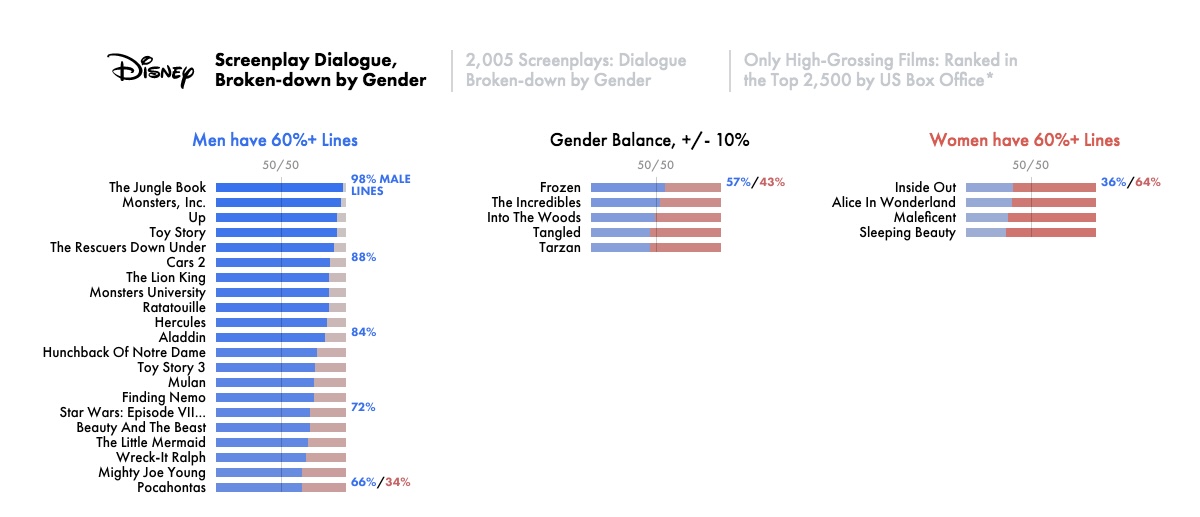 Disney
Screenplay Dialogue,
Broken-down by Gender
2,005 Screenplays: Dialogue
Broken-down by Gender
Only High-Grossing Films: Ranked in
the Top 2,500 by US Box Office*
Men have 60%+ Lines
50/50
The Jungle Book
98% MALE
LINES
Monsters, Inc.
Up
Toy Story
The Rescuers Down Under
Cars 2
88%
The Lion King
Monsters University
Ratatouille
Hercules
Aladdin
84%
Hunchback Of Notre Dame
Toy Story 3
Mulan
Finding Nemo
Star Wars: Episode VII...
72%
Beauty And The Beast
The Little Mermaid
Wreck-It Ralph
Mighty Joe Young
Pocahontas
66%/34%
Gender Balance, +/- 10%
50/50
Frozen
57%/43%
The Incredibles
Into The Woods
Tangled
Tarzan
Women have 60%+ Lines
50/50
Inside Out
36%/64%
Alice In Wonderland
Maleficent
Sleeping Beauty